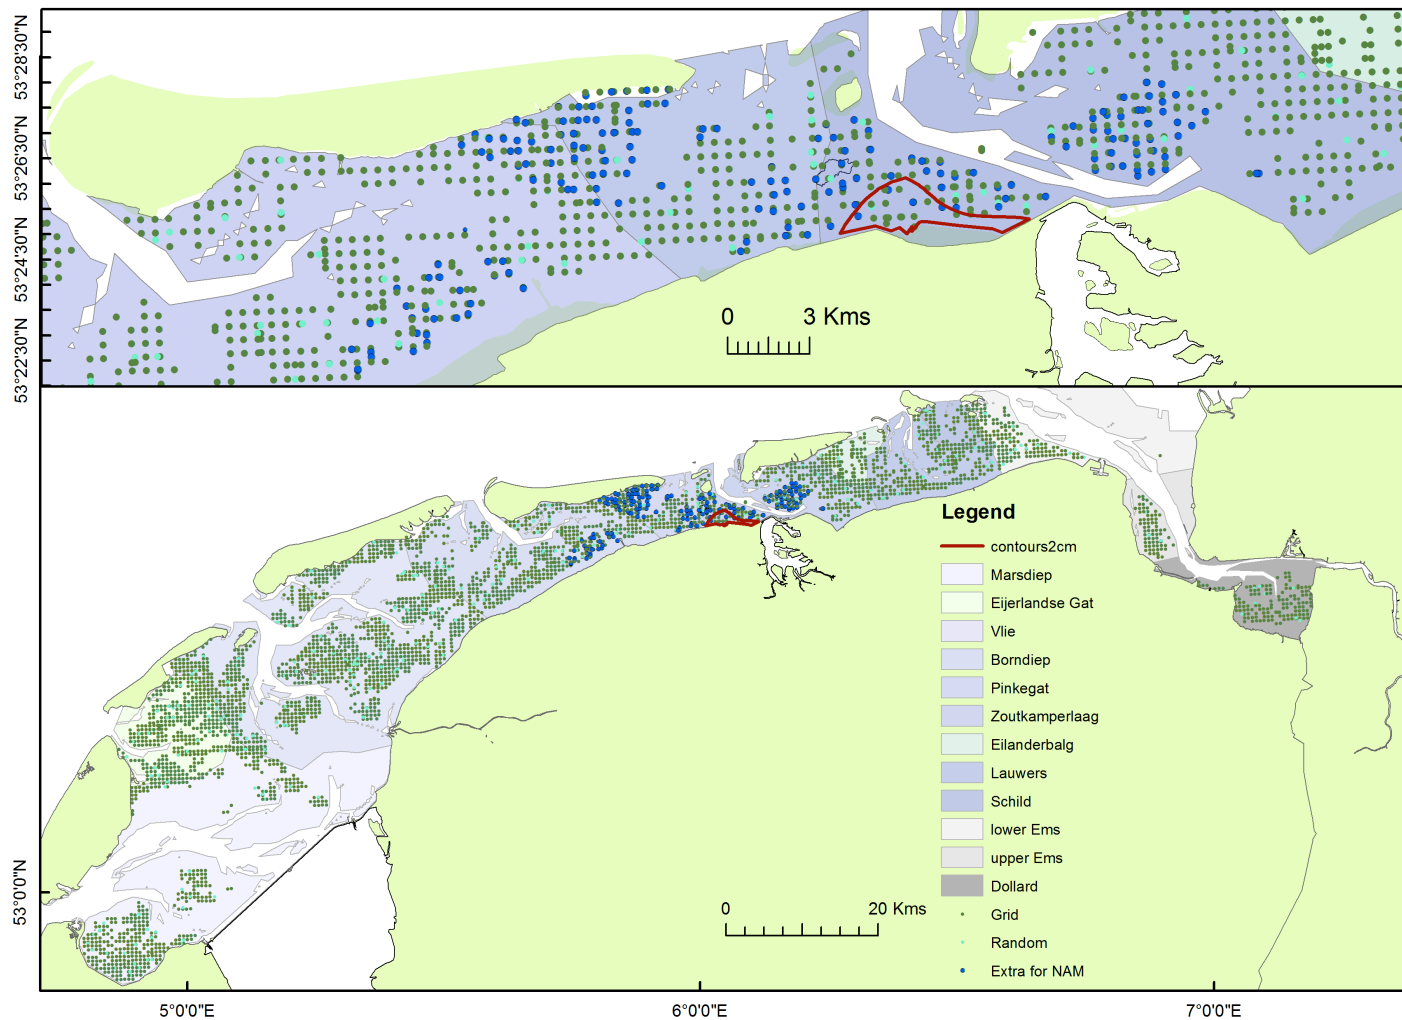 53°28'30"N
53°26'30"N
53°24'30"N
53°22'30"N
0 3 Kms
Legend
contours2cm
Marsdiep
Eijerlandse Gat
Vlie
Borndiep
Pinkegat
Zoutkamperlaag
Eilanderbalg
Lauwers
Schild
lower Ems
upper Ems
Dollard
Grid
Random
Extra for NAM
0 20 Kms
53°0'0"N
5°0'0"E 6°0'0"E 7°0'0"E